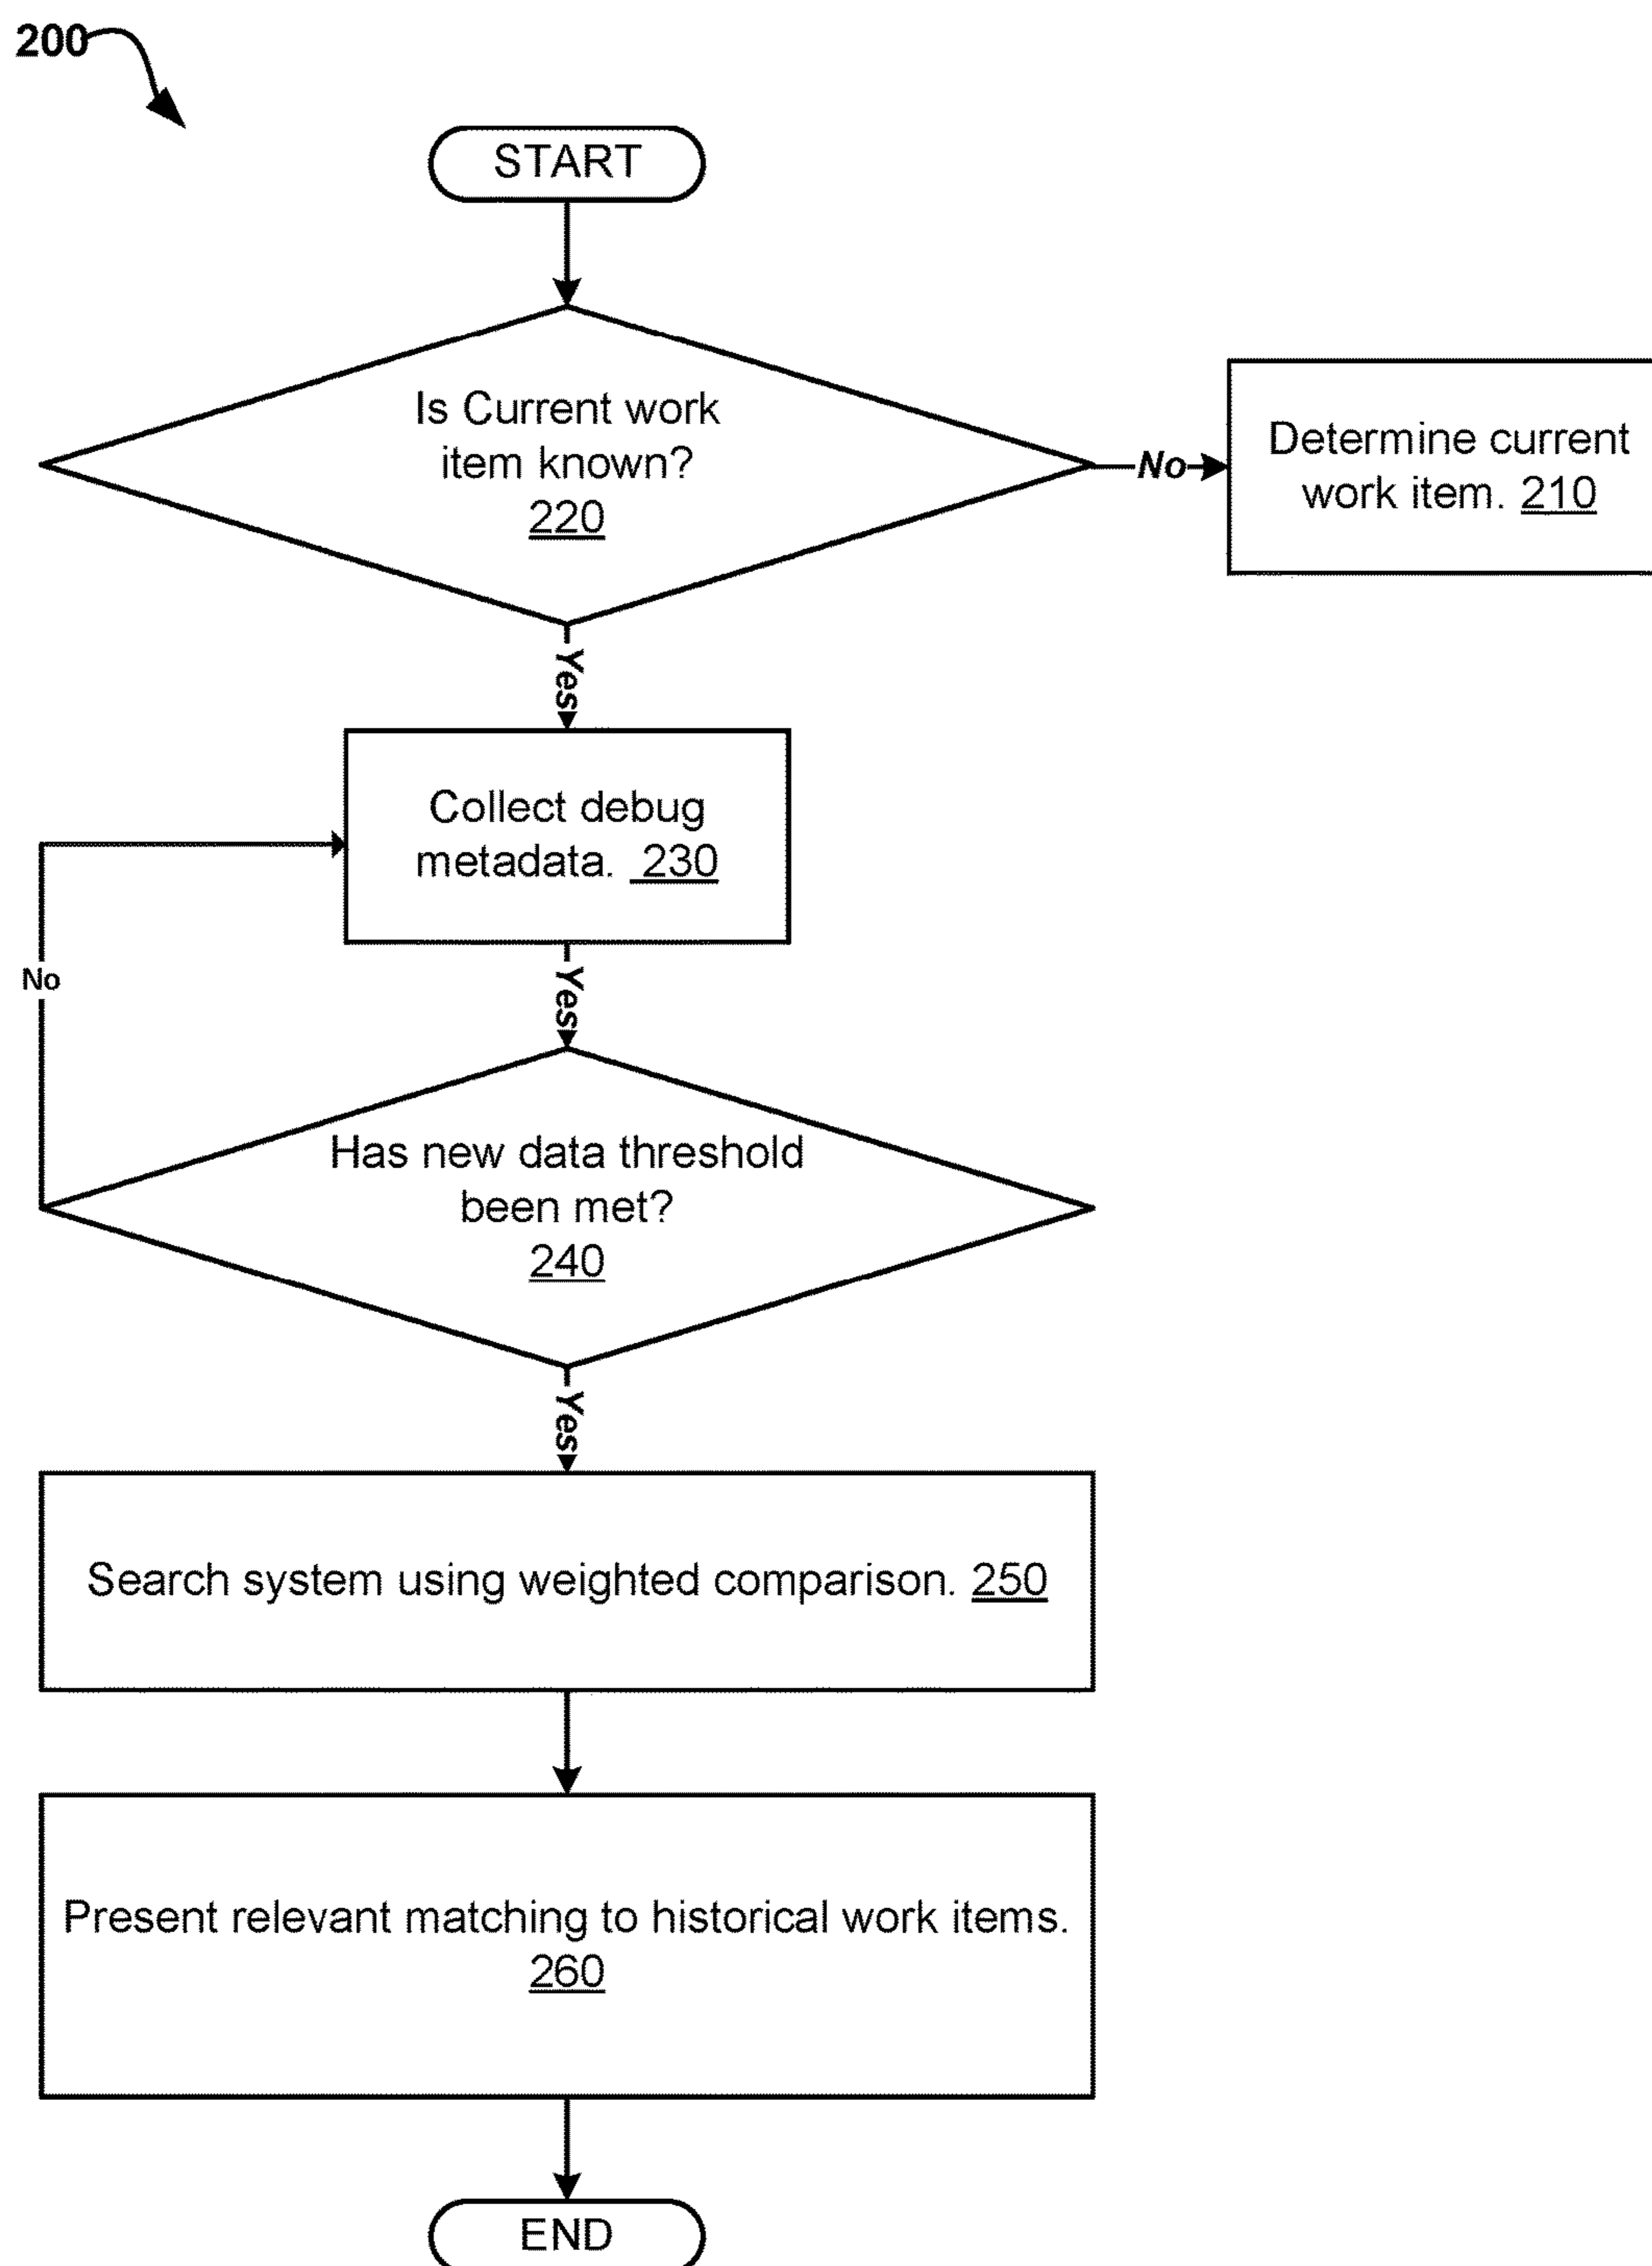 200
START
Is Current work
item known?
220
No
Determine current
work item. 210
Yes
Collect debug
metadata. 230
No
Yes
Has new data threshold
been met?
240
Yes
Search system using weighted comparison. 250
Present relevant matching to historical work items.
260
END